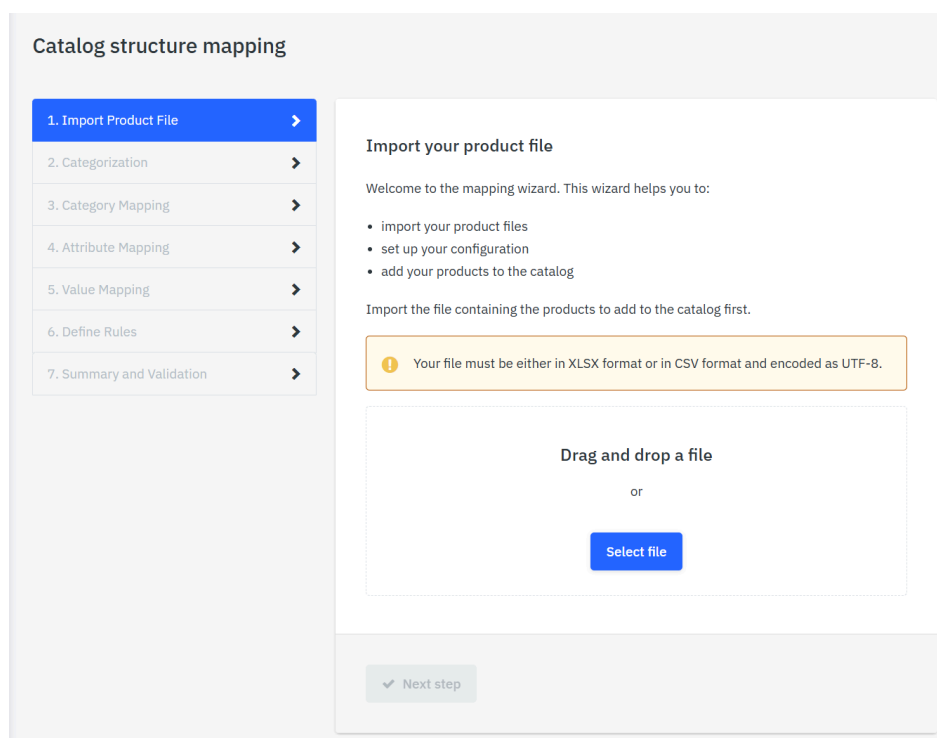 Catalog structure mapping
1. Import Product File
2. Categorization
3. Category Mapping
4. Attribute Mapping
5. Value Mapping
6. Define Rules
7. Summary and Validation
Import your product file
Welcome to the mapping wizard. This wizard helps you to:
import your product files
set up your configuration
add your products to the catalog
Import the file containing the products to add to the catalog first.
Your file must be either in XLSX format or in CSV format and encoded as UTF-8.
Drag and drop a file
or
Select file
Next step